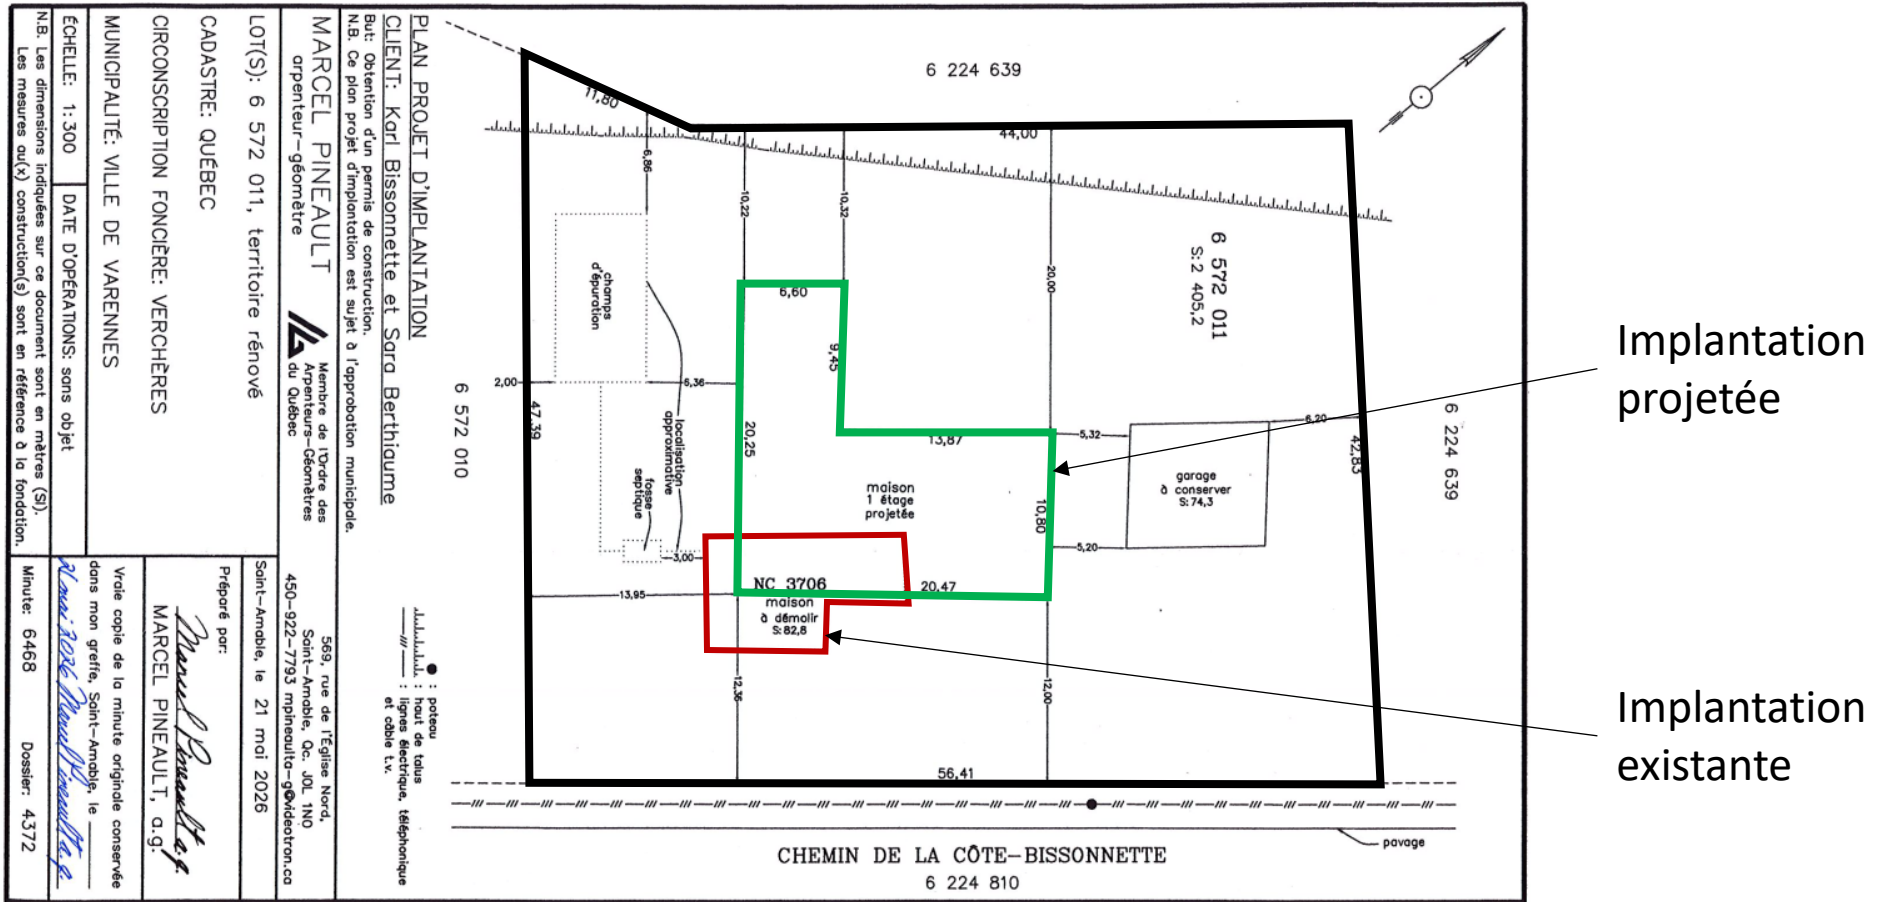 PLAN PROJET D'IMPLANTATION
CLIENT: Karl Bissonnette et Sara Berthiaume
But: Obtention d'un permis de construction.
N.B. Ce plan projet d'implantation est sujet à l'approbation municipale.
MARCEL PINEAULT
arpenteur-géomètre
Membre de l'Ordre des
Arpenteurs-Géomètres
du Québec
569, rue de l'Église Nord,
Saint-Amable, Qc. J0L 1N0
450-922-7793 mpineaulta-g@videotron.ca
LOT(S): 6 572 011, territoire rénové
CADASTRE: QUÉBEC
CIRCONSCRIPTION FONCIÈRE: VERCHÈRES
MUNICIPALITÉ: VILLE DE VARENNES
ÉCHELLE: 1:300
DATE D'OPÉRATIONS: sans objet
N.B. Les dimensions indiquées sur ce document sont en mètres (SI).
Les mesures au(x) construction(s) sont en référence à la fondation.
Saint-Amable, le 21 mai 2026
Préparé par:
Marcel Pineault a.g.
MARCEL PINEAULT, a.g.
Vraie copie de la minute originale conservée
dans mon greffe, Saint-Amable, le
21 mai 2026 Marcel Pineault a.g.
Minute: 6468
Dossier: 4372
: poteau
: haut de talus
: lignes électrique, téléphonique
et câble t.v.
6 224 639
11,80
44,00
6,86
10,22
10,32
20,00
6 572 011
S: 2 405,2
champs
d'épuration
6,60
9,45
2,00
6,36
47,39
6 572 010
localisation
approximative
fosse
septique
20,25
13,87
5,32
6,20
42,83
6 224 639
garage
à conserver
S: 74,3
maison
1 étage
projetée
10,80
5,20
3,00
13,95
NC 3706
20,47
maison
à démolir
S: 82,8
12,36
12,00
56,41
pavage
CHEMIN DE LA CÔTE-BISSONNETTE
6 224 810
Implantation
projetée
Implantation
existante